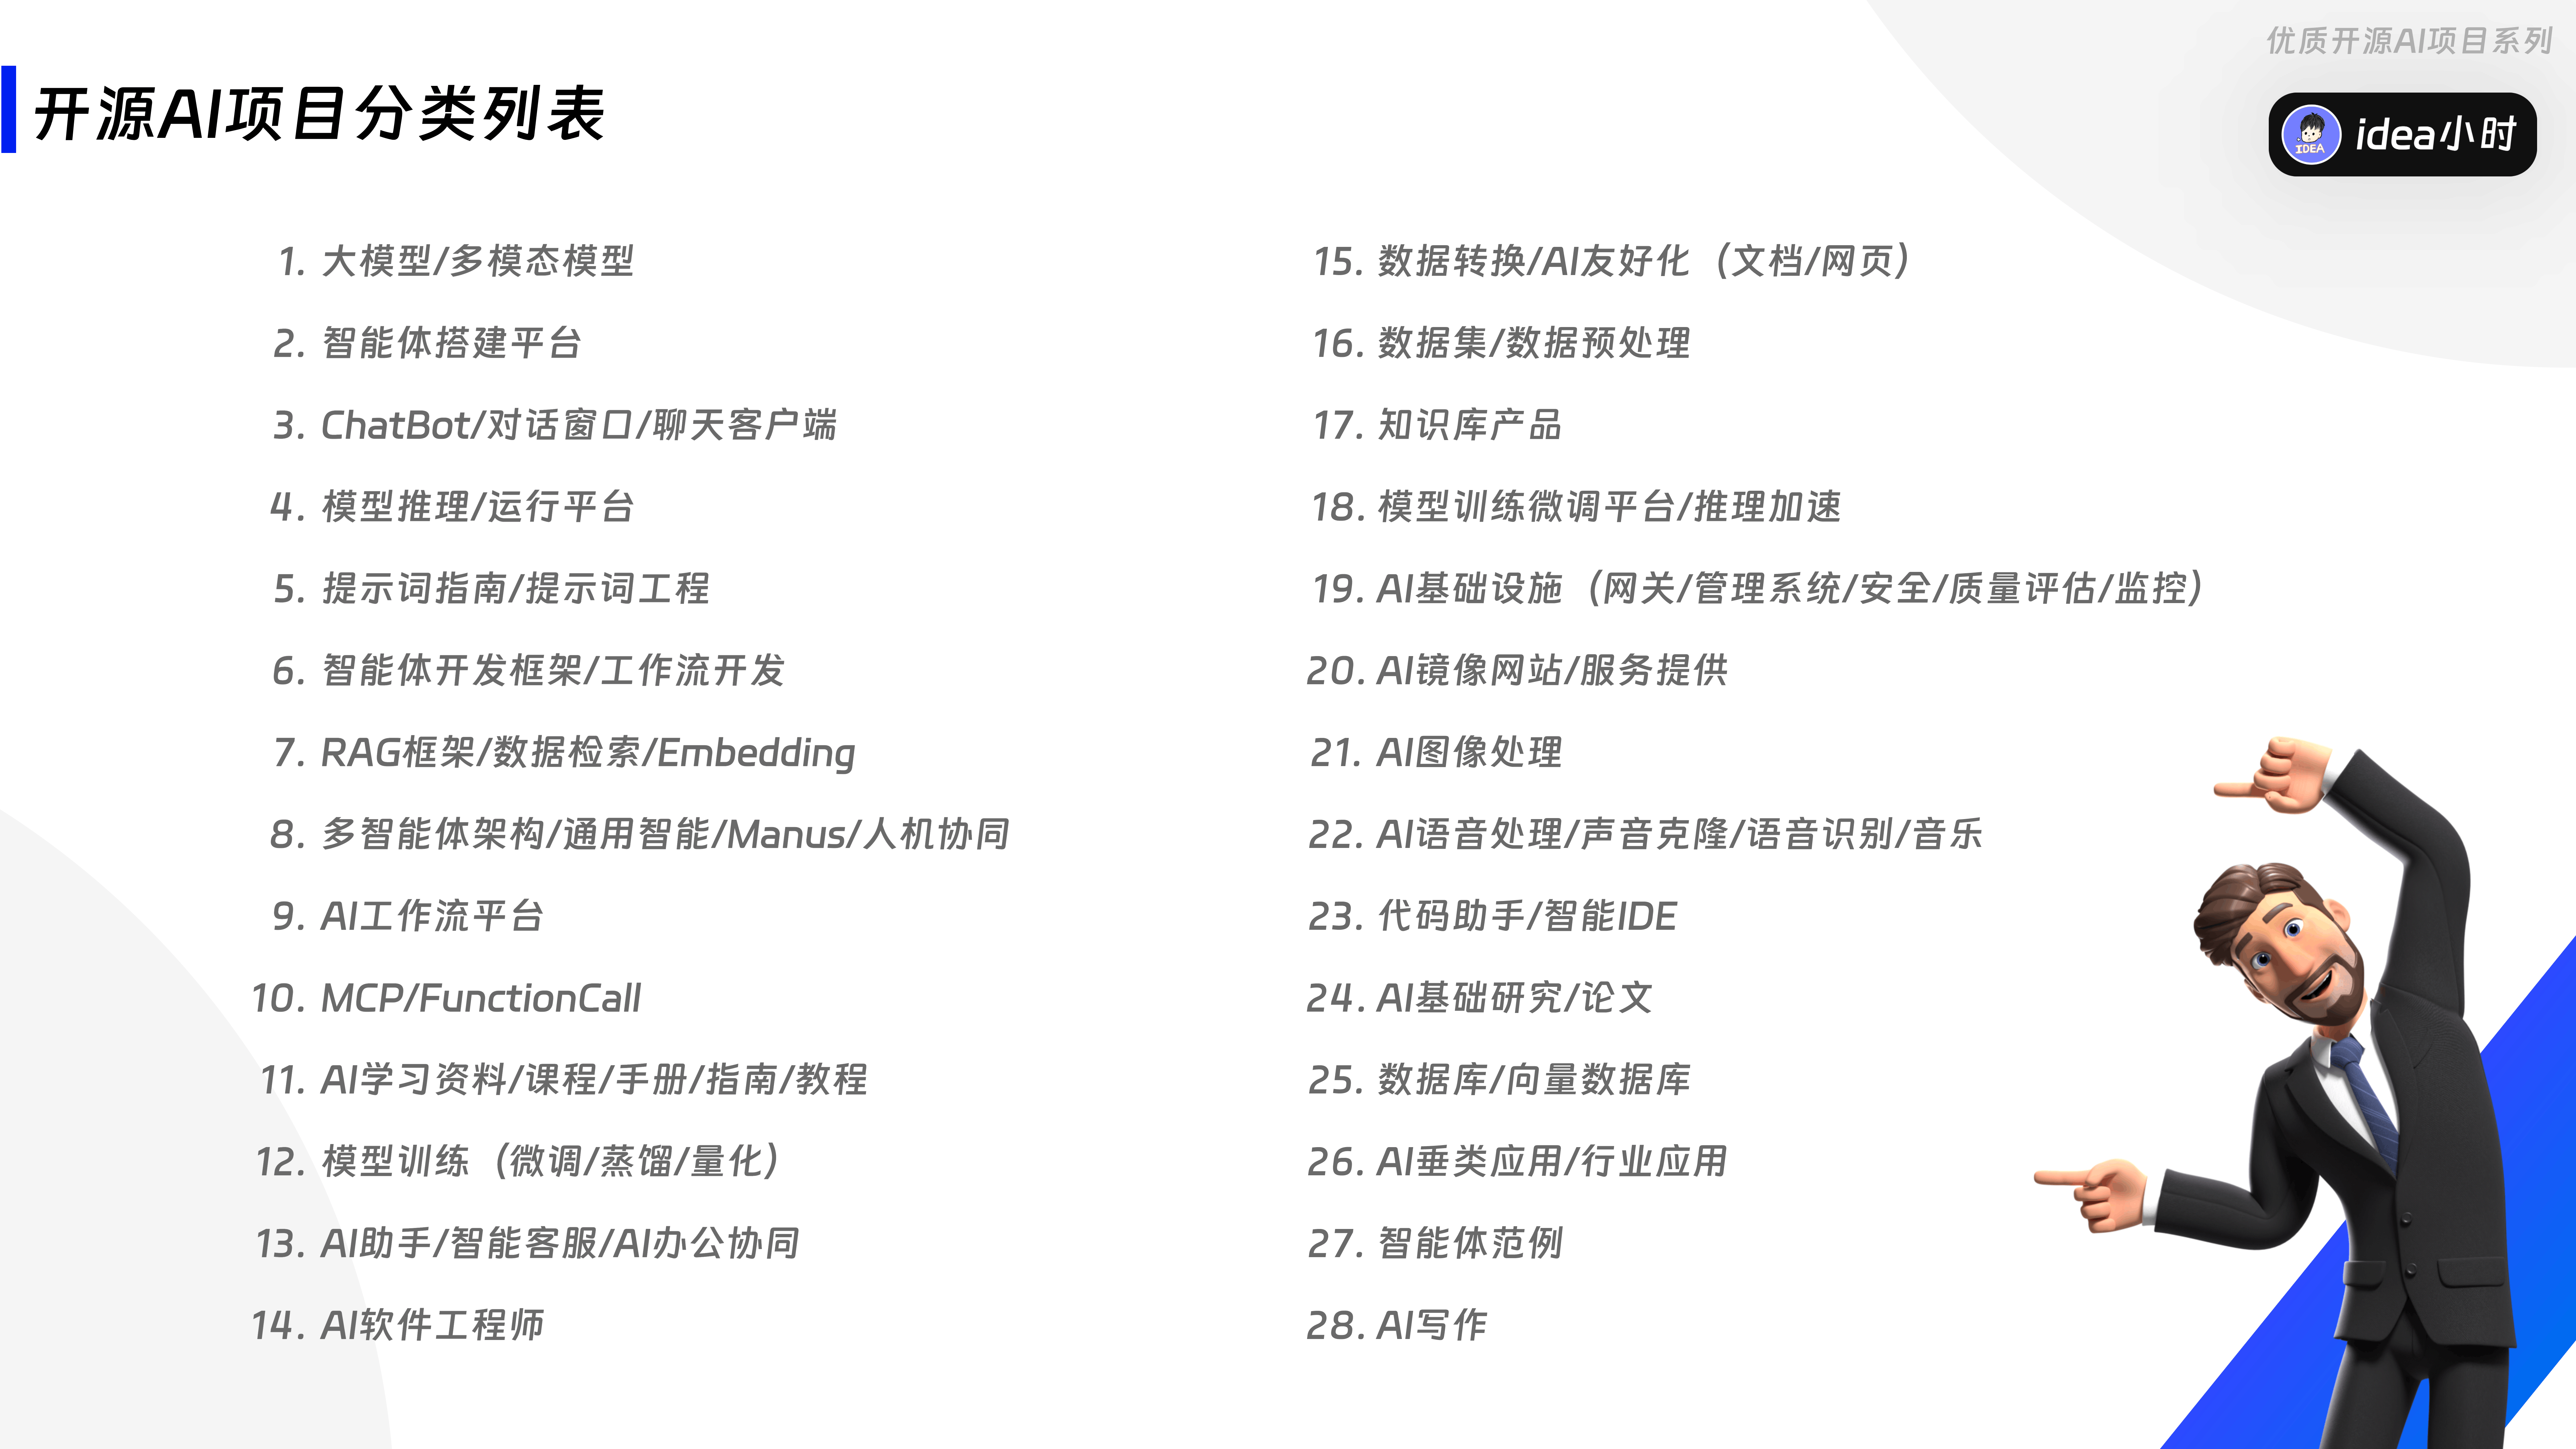 优质开源AI项目系列
开源AI项目分类列表
IDEA
idea小时
1. 大模型/多模态模型
2. 智能体搭建平台
3. ChatBot/对话窗口/聊天客户端
4. 模型推理/运行平台
5. 提示词指南/提示词工程
6. 智能体开发框架/工作流开发
7. RAG框架/数据检索/Embedding
8. 多智能体架构/通用智能/Manus/人机协同
9. AI工作流平台
10. MCP/FunctionCall
11. AI学习资料/课程/手册/指南/教程
12. 模型训练（微调/蒸馏/量化）
13. AI助手/智能客服/AI办公协同
14. AI软件工程师
15. 数据转换/AI友好化（文档/网页）
16. 数据集/数据预处理
17. 知识库产品
18. 模型训练微调平台/推理加速
19. AI基础设施（网关/管理系统/安全/质量评估/监控）
20. AI镜像网站/服务提供
21. AI图像处理
22. AI语音处理/声音克隆/语音识别/音乐
23. 代码助手/智能IDE
24. AI基础研究/论文
25. 数据库/向量数据库
26. AI垂类应用/行业应用
27. 智能体范例
28. AI写作